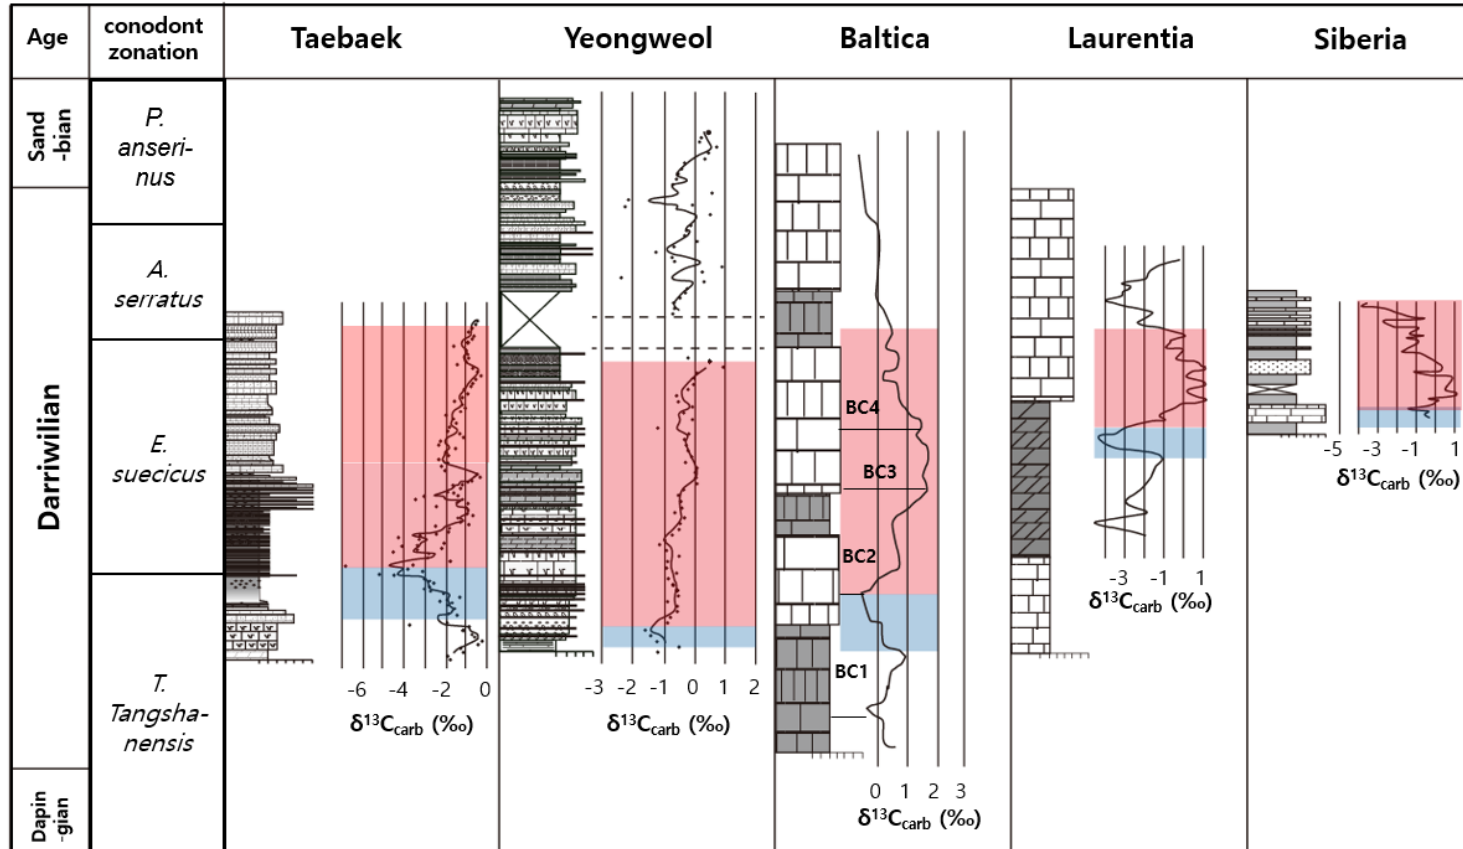 Age
conodont
zonation
Taebaek
Yeongweol
Baltica
Laurentia
Siberia
Sand
-bian
P.
anseri-
nus
A.
serratus
Darriwilian
E.
suecicus
T.
Tangsha-
nensis
Dapin
-gian
-6 -4 -2 0
δ¹³Ccarb (‰)
-3 -2 -1 0 1 2
δ¹³Ccarb (‰)
BC4
BC3
BC2
BC1
0 1 2 3
δ¹³Ccarb (‰)
-3 -1 1
δ¹³Ccarb (‰)
-5 -3 -1 1
δ¹³Ccarb (‰)